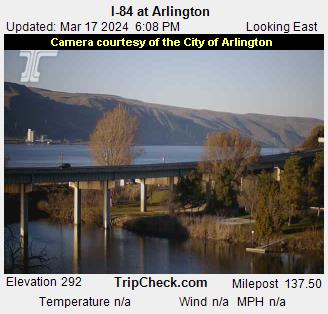 I-84 at Arlington
Updated: Mar 17 2024 6:08 PM Looking East
Camera courtesy of the City of Arlington
Elevation 292 TripCheck.com Milepost 137.50
Temperature n/a Wind n/a MPH n/a